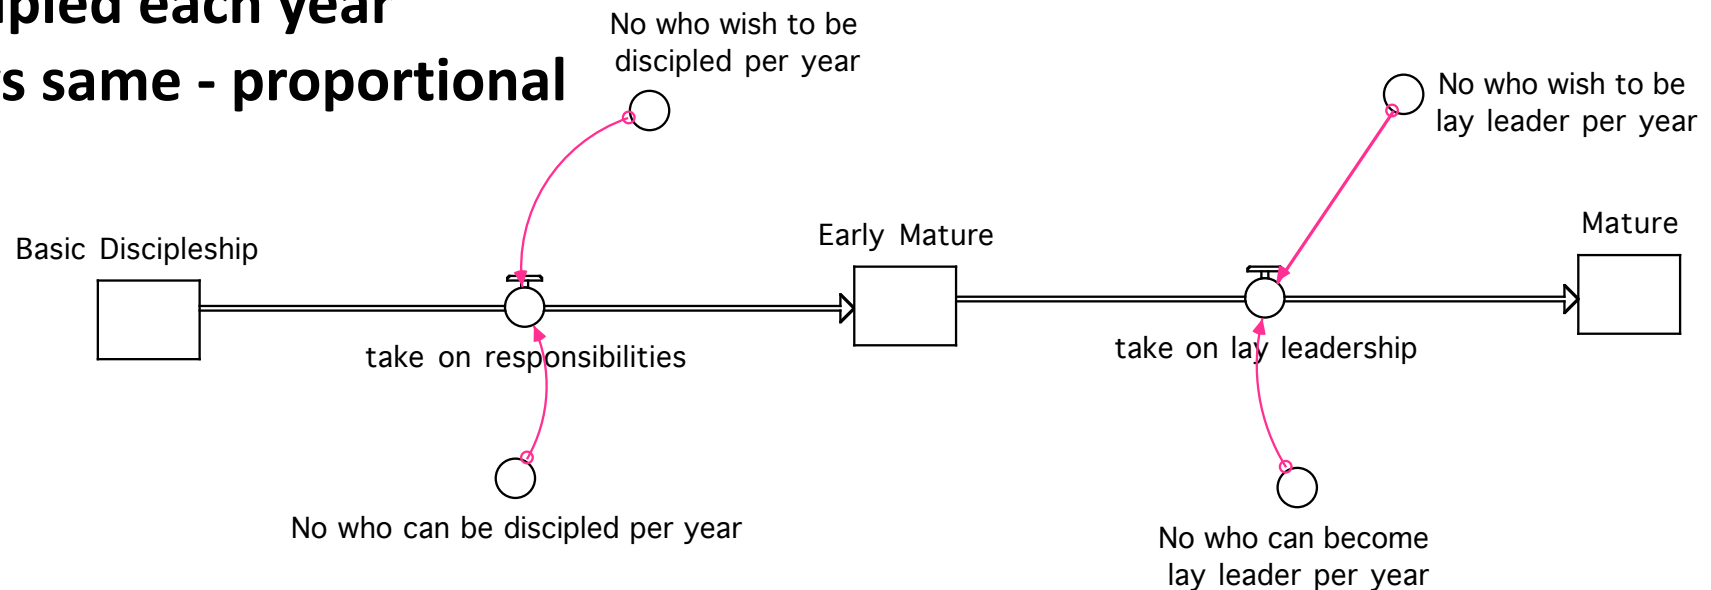 each year
same - proportional
No who wish to be
discipled per year
No who wish to be
lay leader per year
Basic Discipleship
Early Mature
Mature
take on responsibilities
take on lay leadership
No who can be discipled per year
No who can become
lay leader per year